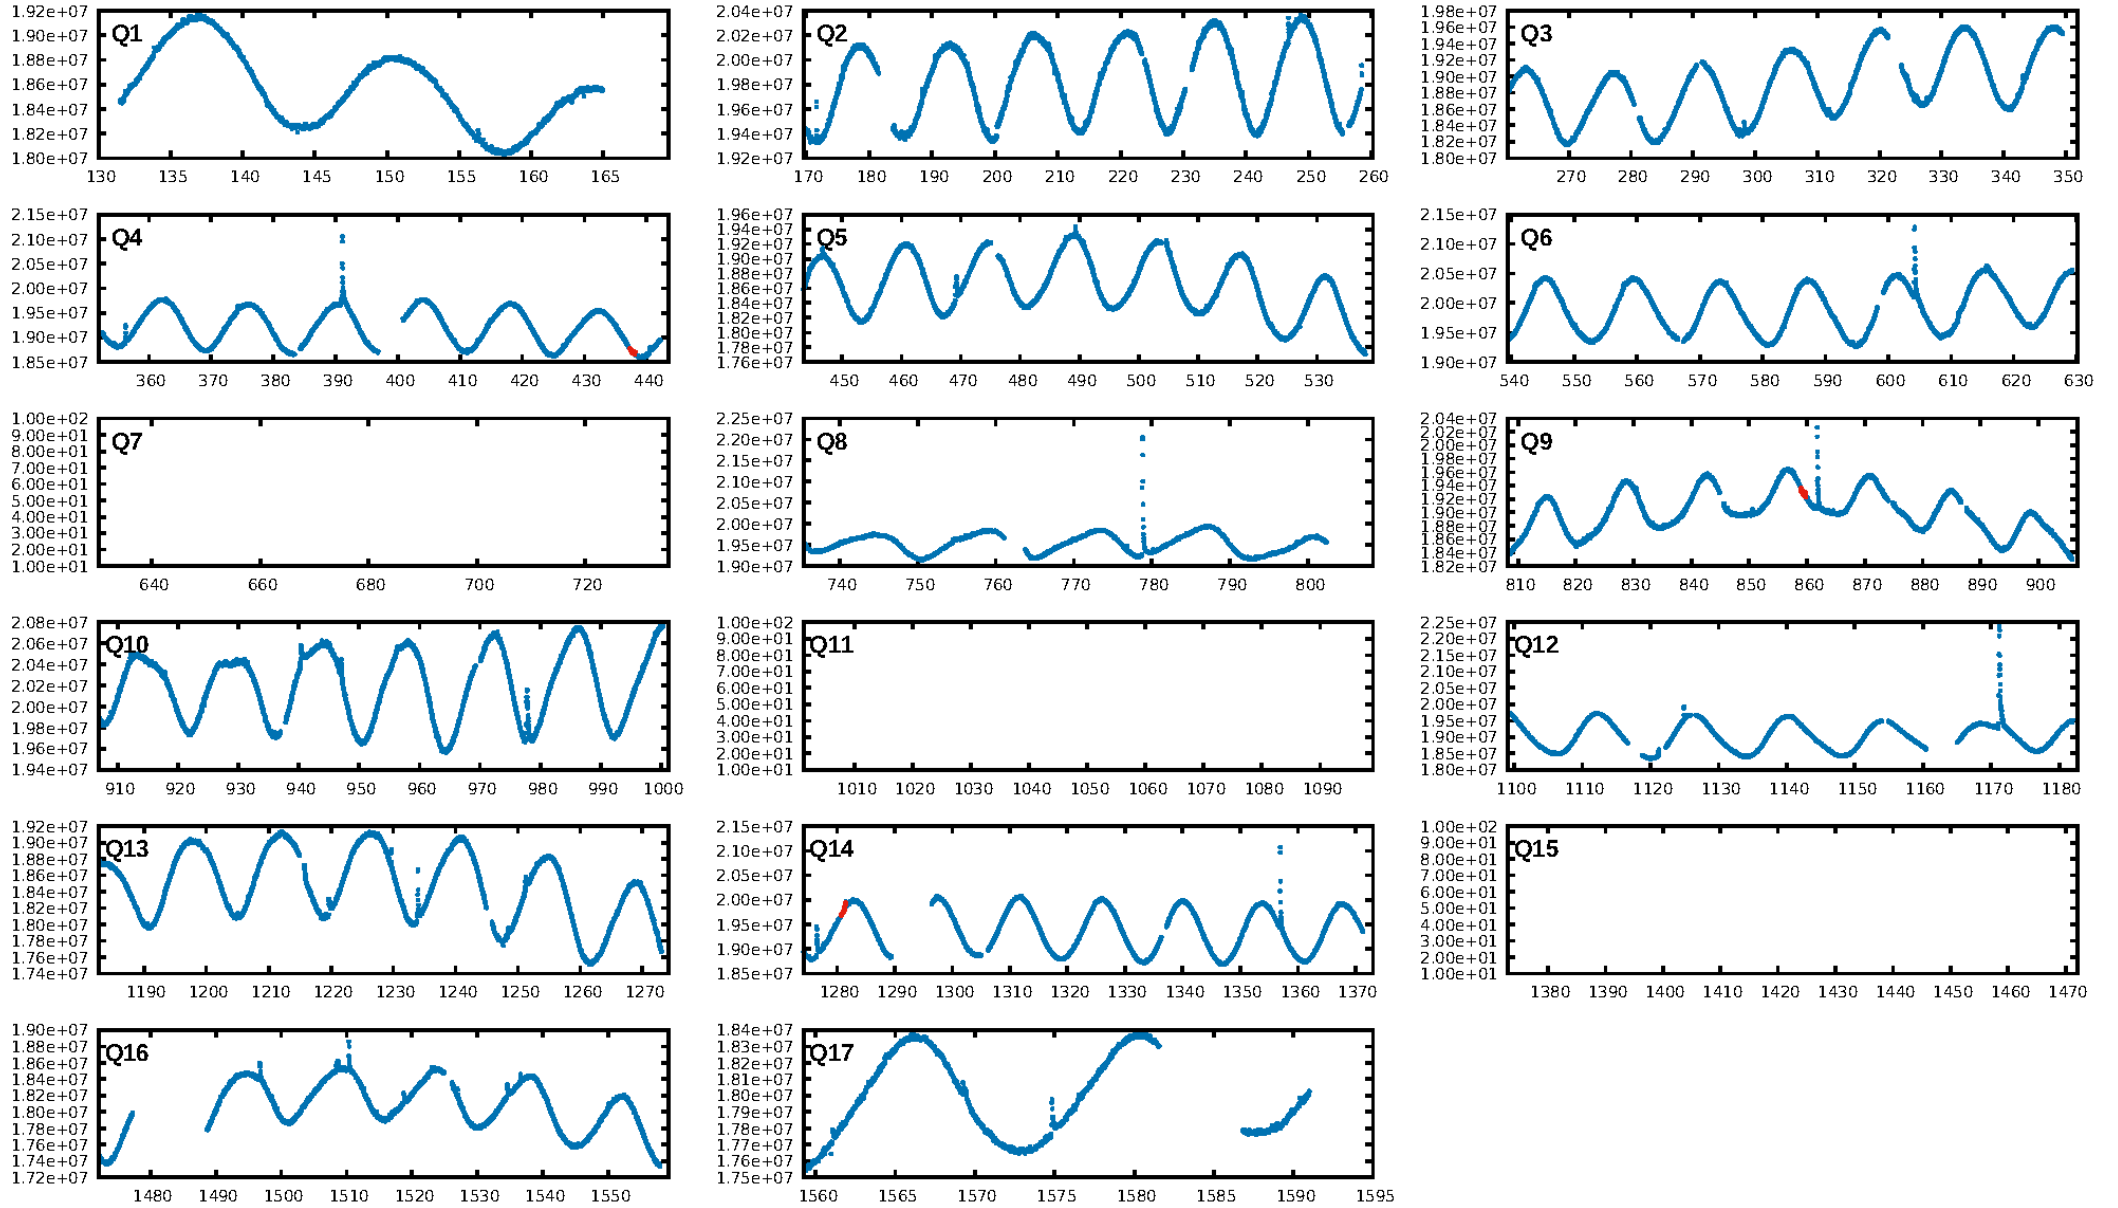 1.92e+07
1.90e+07
1.88e+07
1.86e+07
1.84e+07
1.82e+07
1.80e+07
Q1
130 135 140 145 150 155 160 165
2.04e+07
2.02e+07
2.00e+07
1.98e+07
1.96e+07
1.94e+07
1.92e+07
Q2
170 180 190 200 210 220 230 240 250 260
1.98e+07
1.96e+07
1.94e+07
1.92e+07
1.90e+07
1.88e+07
1.86e+07
1.84e+07
1.82e+07
1.80e+07
Q3
270 280 290 300 310 320 330 340 350
2.15e+07
2.10e+07
2.05e+07
2.00e+07
1.95e+07
1.90e+07
1.85e+07
Q4
360 370 380 390 400 410 420 430 440
1.96e+07
1.94e+07
1.92e+07
1.90e+07
1.88e+07
1.86e+07
1.84e+07
1.82e+07
1.80e+07
1.78e+07
1.76e+07
Q5
450 460 470 480 490 500 510 520 530
2.15e+07
2.10e+07
2.05e+07
2.00e+07
1.95e+07
1.90e+07
Q6
540 550 560 570 580 590 600 610 620 630
1.00e+02
9.00e+01
8.00e+01
7.00e+01
6.00e+01
5.00e+01
4.00e+01
3.00e+01
2.00e+01
1.00e+01
Q7
640 660 680 700 720
2.25e+07
2.20e+07
2.15e+07
2.10e+07
2.05e+07
2.00e+07
1.95e+07
1.90e+07
Q8
740 750 760 770 780 790 800
2.04e+07
2.02e+07
2.00e+07
1.98e+07
1.96e+07
1.94e+07
1.92e+07
1.90e+07
1.88e+07
1.86e+07
1.84e+07
1.82e+07
Q9
810 820 830 840 850 860 870 880 890 900
2.08e+07
2.06e+07
2.04e+07
2.02e+07
2.00e+07
1.98e+07
1.96e+07
1.94e+07
Q10
910 920 930 940 950 960 970 980 990 1000
1.00e+02
9.00e+01
8.00e+01
7.00e+01
6.00e+01
5.00e+01
4.00e+01
3.00e+01
2.00e+01
1.00e+01
Q11
1010 1020 1030 1040 1050 1060 1070 1080 1090
2.25e+07
2.20e+07
2.15e+07
2.10e+07
2.05e+07
2.00e+07
1.95e+07
1.90e+07
1.85e+07
1.80e+07
Q12
1100 1110 1120 1130 1140 1150 1160 1170 1180
1.92e+07
1.90e+07
1.88e+07
1.86e+07
1.84e+07
1.82e+07
1.80e+07
1.78e+07
1.76e+07
1.74e+07
Q13
1190 1200 1210 1220 1230 1240 1250 1260 1270
2.15e+07
2.10e+07
2.05e+07
2.00e+07
1.95e+07
1.90e+07
1.85e+07
Q14
1280 1290 1300 1310 1320 1330 1340 1350 1360 1370
1.00e+02
9.00e+01
8.00e+01
7.00e+01
6.00e+01
5.00e+01
4.00e+01
3.00e+01
2.00e+01
1.00e+01
Q15
1380 1390 1400 1410 1420 1430 1440 1450 1460 1470
1.90e+07
1.88e+07
1.86e+07
1.84e+07
1.82e+07
1.80e+07
1.78e+07
1.76e+07
1.74e+07
1.72e+07
Q16
1480 1490 1500 1510 1520 1530 1540 1550
1.84e+07
1.83e+07
1.82e+07
1.81e+07
1.80e+07
1.79e+07
1.78e+07
1.77e+07
1.76e+07
1.75e+07
Q17
1560 1565 1570 1575 1580 1585 1590 1595